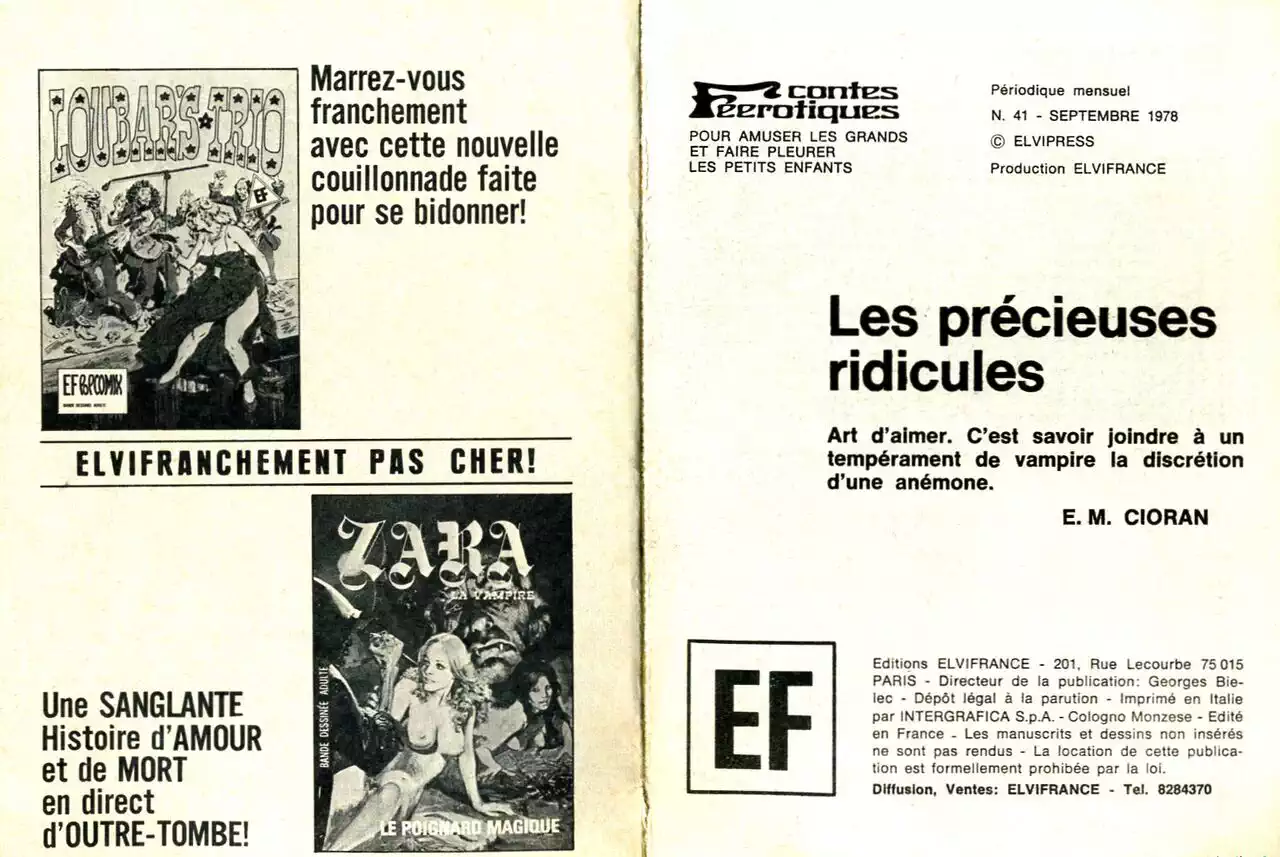 LOUBAR'S TRIO
EF
EF POPCOMIX
BANDE DESSINEE ADULTE
Marrez-vous
franchement
avec cette nouvelle
couillonnade faite
pour se bidonner!
ELVIFRANCHEMENT PAS CHER!
ZARA
LA VAMPIRE
BANDE DESSINÉE ADULTE
LE POIGNARD MAGIQUE
Une SANGLANTE
Histoire d'AMOUR
et de MORT
en direct
d'OUTRE-TOMBE!
contes
Féerotiques
POUR AMUSER LES GRANDS
ET FAIRE PLEURER
LES PETITS ENFANTS
Périodique mensuel
N. 41 - SEPTEMBRE 1978
© ELVIPRESS
Production ELVIFRANCE
Les précieuses
ridicules
Art d'aimer. C'est savoir joindre à un
tempérament de vampire la discrétion
d'une anémone.
E. M. CIORAN
EF
Editions ELVIFRANCE - 201, Rue Lecourbe 75 015
PARIS - Directeur de la publication: Georges Bie-
lec - Dépôt légal à la parution - Imprimé en Italie
par INTERGRAFICA S.p.A. - Cologno Monzese - Edité
en France - Les manuscrits et dessins non insérés
ne sont pas rendus - La location de cette publica-
tion est formellement prohibée par la loi.
Diffusion, Ventes: ELVIFRANCE - Tel. 8284370